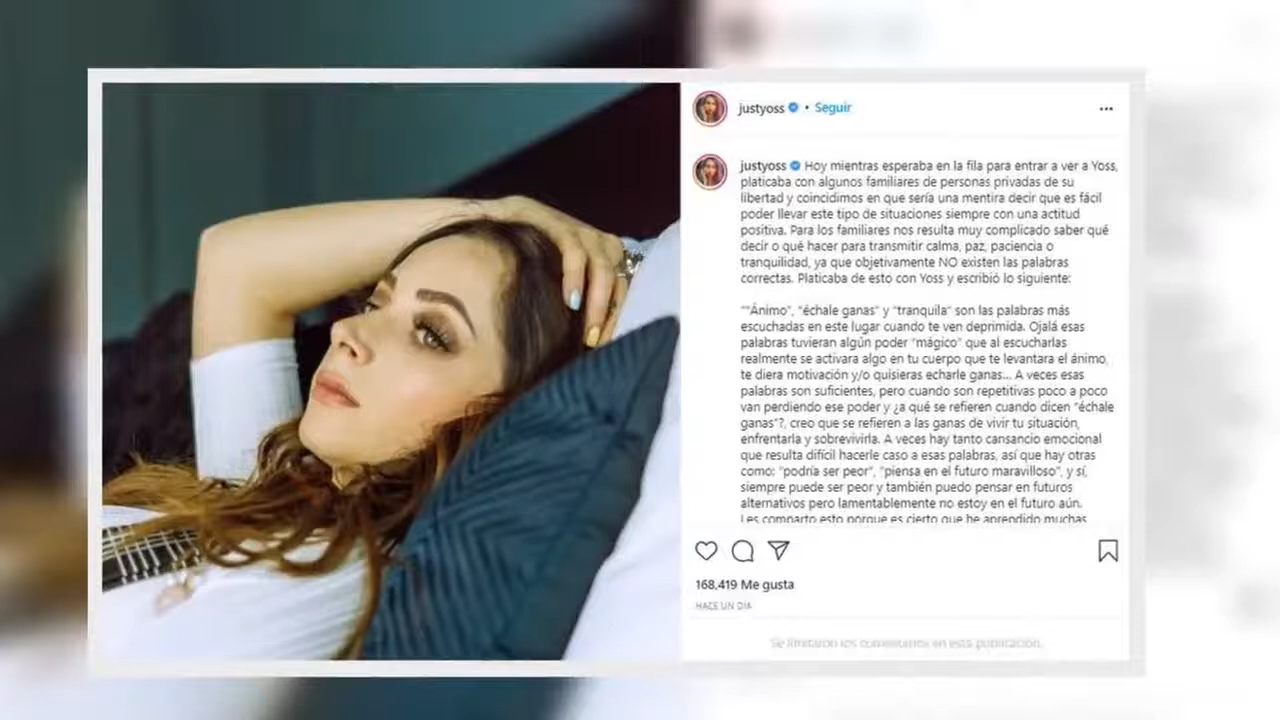 justyoss • Seguir
justyoss Hoy mientras esperaba en la fila para entrar a ver a Yoss,
platicaba con algunos familiares de personas privadas de su
libertad y coincidimos en que sería una mentira decir que es fácil
poder llevar este tipo de situaciones siempre con una actitud
positiva. Para los familiares nos resulta muy complicado saber qué
decir o qué hacer para transmitir calma, paz, paciencia o
tranquilidad, ya que objetivamente NO existen las palabras
correctas. Platicaba de esto con Yoss y escribió lo siguiente:
""Ánimo", "échale ganas" y "tranquila" son las palabras más
escuchadas en este lugar cuando te ven deprimida. Ojalá esas
palabras tuvieran algún poder "mágico" que al escucharlas
realmente se activara algo en tu cuerpo que te levantara el ánimo,
te diera motivación y/o quisieras echarle ganas... A veces esas
palabras son suficientes, pero cuando son repetitivas poco a poco
van perdiendo ese poder y ¿a qué se refieren cuando dicen "échale
ganas"?, creo que se refieren a las ganas de vivir tu situación,
enfrentarla y sobrevivirla. A veces hay tanto cansancio emocional
que resulta difícil hacerle caso a esas palabras, así que hay otras
como: "podría ser peor", "piensa en el futuro maravilloso", y sí,
siempre puede ser peor y también puedo pensar en futuros
alternativos pero lamentablemente no estoy en el futuro aún.
Les comparto esto porque es cierto que he aprendido muchas
168,419 Me gusta
HACE UN DÍA
Se limitaron los comentarios en esta publicación.